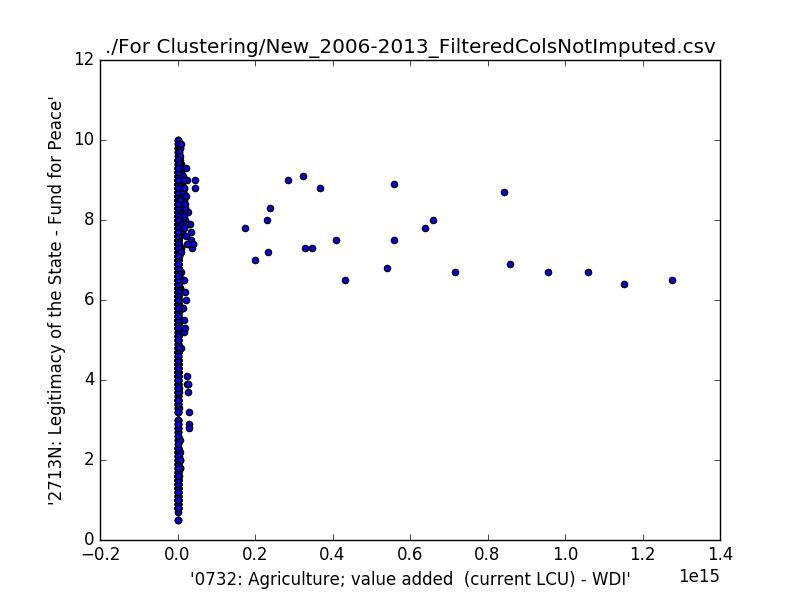 ./For Clustering/New_2006-2013_FilteredColsNotImputed.csv
12
10
8
6
4
2
0
'2713N: Legitimacy of the State - Fund for Peace'
−0.2 0.0 0.2 0.4 0.6 0.8 1.0 1.2 1.4
1e15
'0732: Agriculture; value added  (current LCU) - WDI'